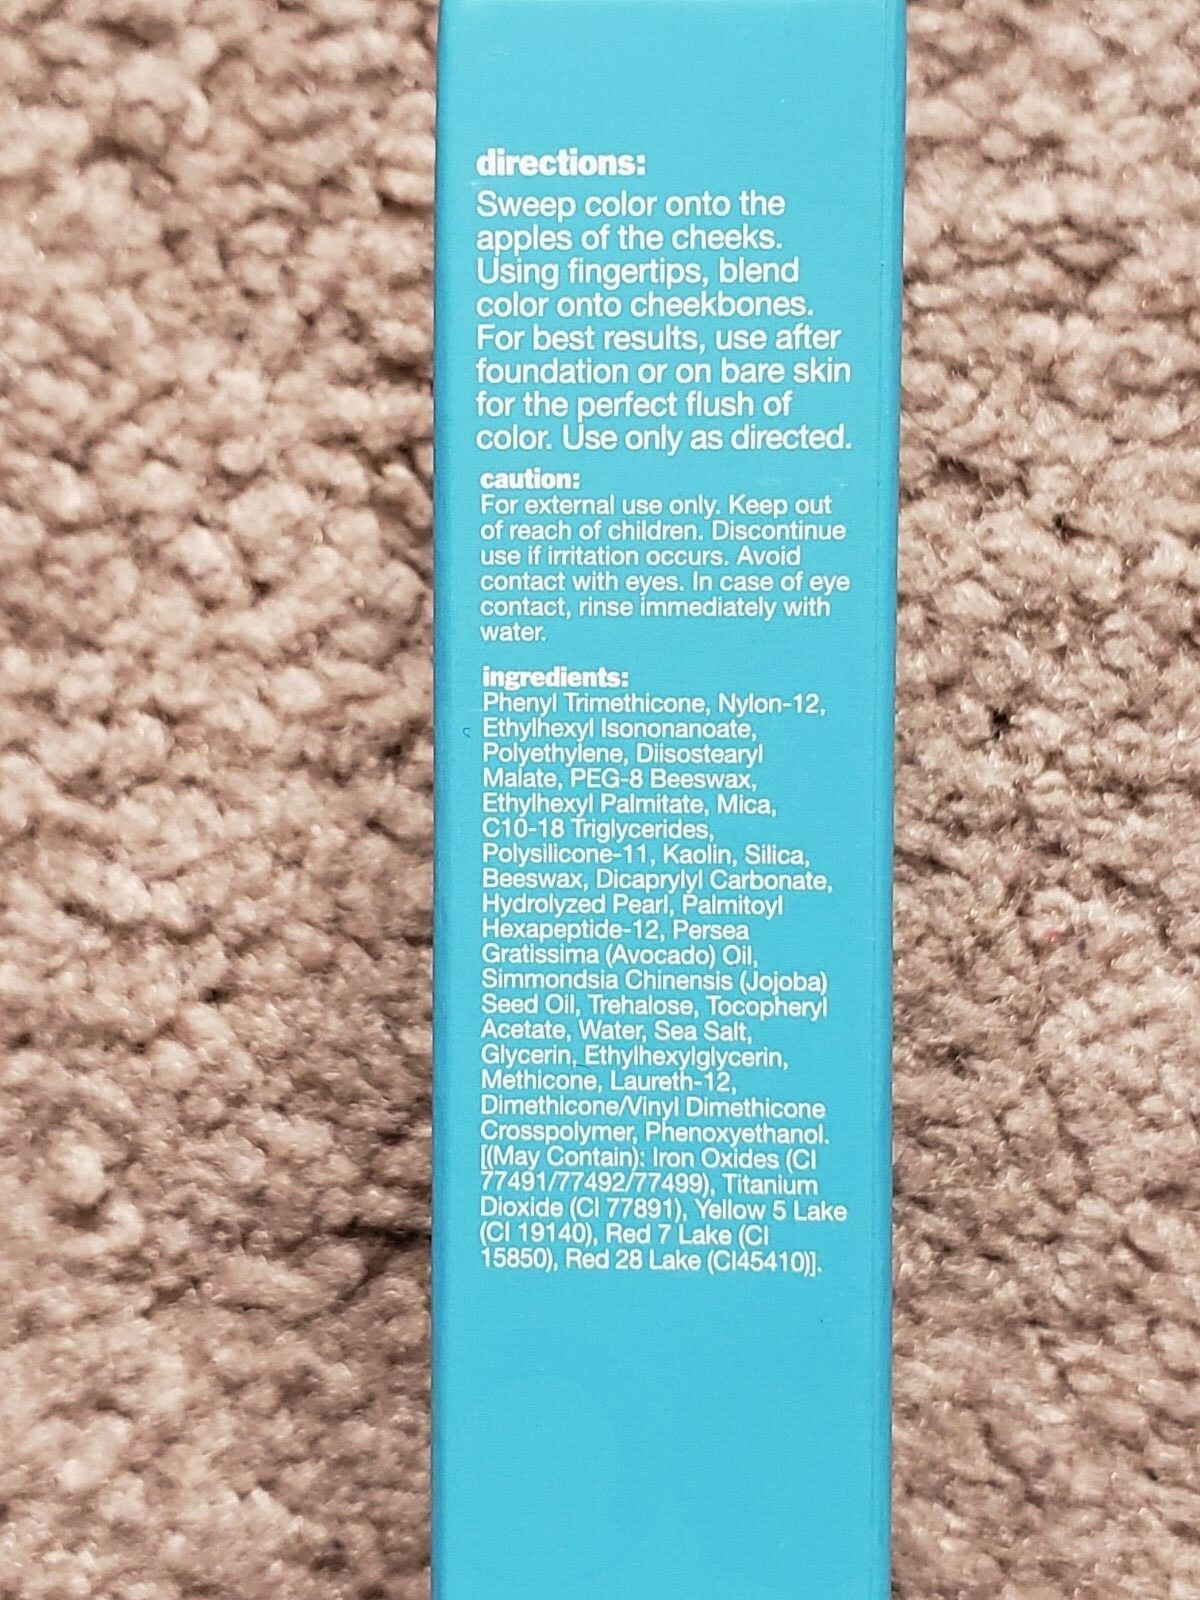 directions:
Sweep color onto the
apples of the cheeks.
Using fingertips, blend
color onto cheekbones.
For best results, use after
foundation or on bare skin
for the perfect flush of
color. Use only as directed.
caution:
For external use only. Keep out
of reach of children. Discontinue
use if irritation occurs. Avoid
contact with eyes. In case of eye
contact, rinse immediately with
water.
ingredients:
Phenyl Trimethicone, Nylon-12,
Ethylhexyl Isononanoate,
Polyethylene, Diisostearyl
Malate, PEG-8 Beeswax,
Ethylhexyl Palmitate, Mica,
C10-18 Triglycerides,
Polysilicone-11, Kaolin, Silica,
Beeswax, Dicaprylyl Carbonate,
Hydrolyzed Pearl, Palmitoyl
Hexapeptide-12, Persea
Gratissima (Avocado) Oil,
Simmondsia Chinensis (Jojoba)
Seed Oil, Trehalose, Tocopheryl
Acetate, Water, Sea Salt,
Glycerin, Ethylhexylglycerin,
Methicone, Laureth-12,
Dimethicone/Vinyl Dimethicone
Crosspolymer, Phenoxyethanol.
[(May Contain): Iron Oxides (CI
77491/77492/77499), Titanium
Dioxide (CI 77891), Yellow 5 Lake
(CI 19140), Red 7 Lake (CI
15850), Red 28 Lake (CI45410)].